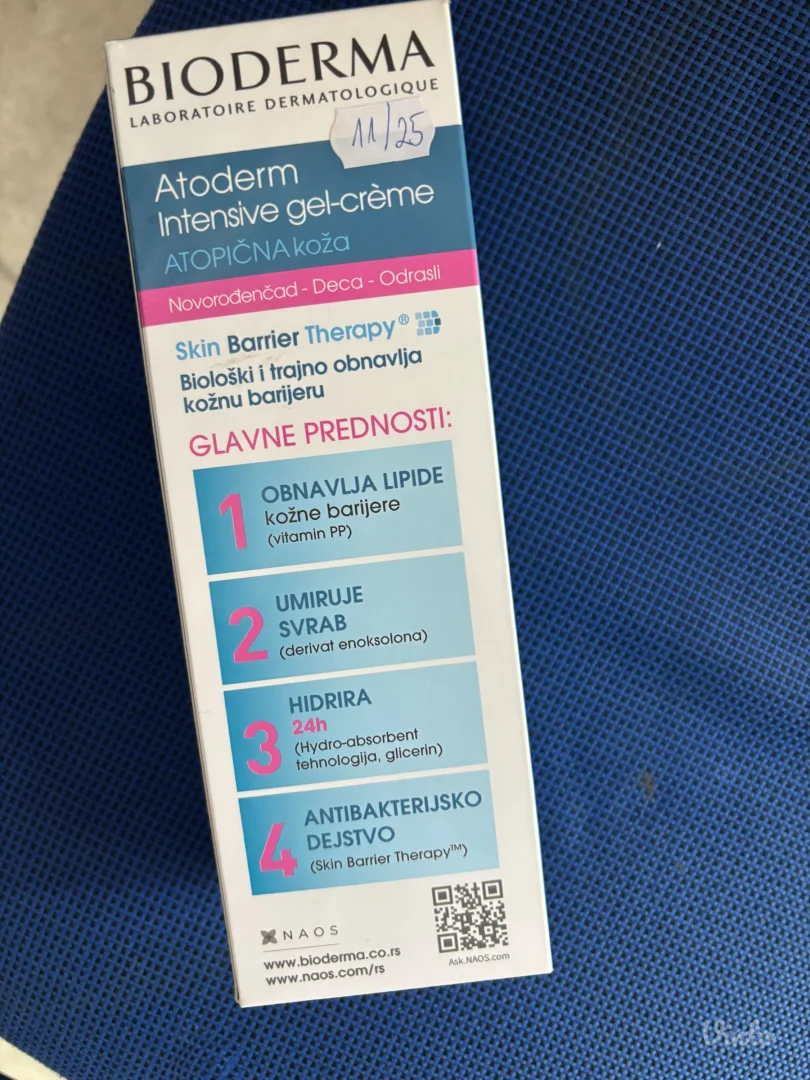 BIODERMA
LABORATOIRE DERMATOLOGIQUE
11/25
Atoderm
Intensive gel-crème
ATOPIČNA koža
Novorođenčad - Deca - Odrasli
Skin Barrier Therapy®
Biološki i trajno obnavlja
kožnu barijeru
GLAVNE PREDNOSTI:
1 OBNAVLJA LIPIDE
kožne barijere
(vitamin PP)
2 UMIRUJE
SVRAB
(derivat enoksolona)
3 HIDRIRA
24h
(Hydro-absorbent
tehnologija, glicerin)
4 ANTIBAKTERIJSKO
DEJSTVO
(Skin Barrier Therapy™)
NAOS
www.bioderma.co.rs
www.naos.com/rs
Ask.NAOS.com